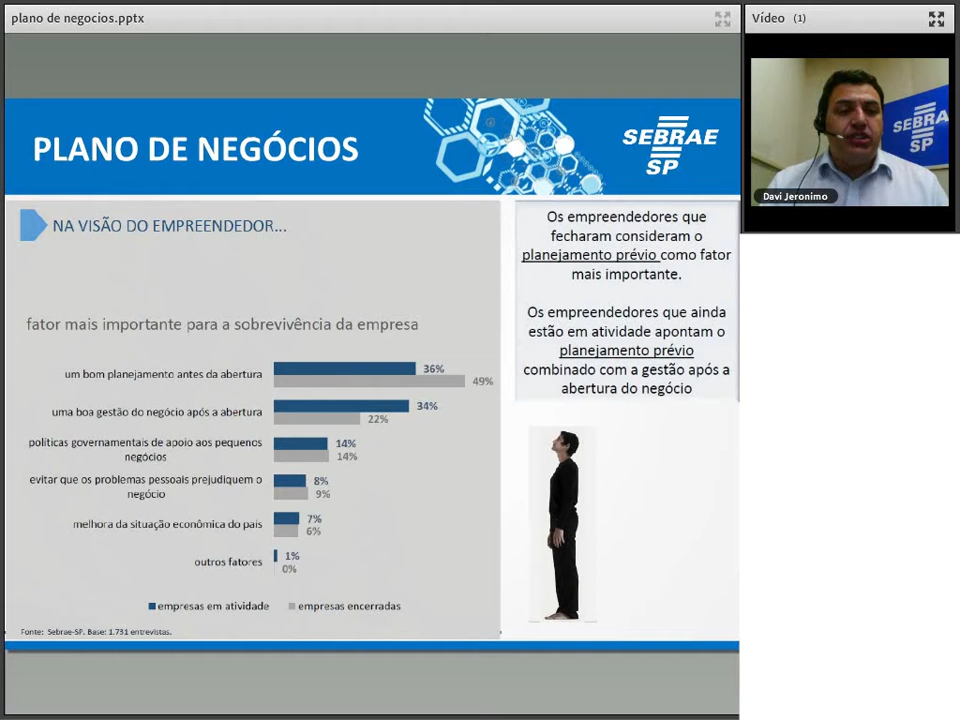 plano de negocios.pptx
Vídeo (1)
PLANO DE NEGÓCIOS
SEBRAE
SP
SEBRAE
SP
Davi Jeronimo
NA VISÃO DO EMPREENDEDOR...
fator mais importante para a sobrevivência da empresa
um bom planejamento antes da abertura
36%
49%
uma boa gestão do negócio após a abertura
34%
22%
políticas governamentais de apoio aos pequenos
negócios
14%
14%
evitar que os problemas pessoais prejudiquem o
negócio
8%
9%
melhora da situação econômica do país
7%
6%
outros fatores
1%
0%
empresas em atividade
empresas encerradas
Fonte: Sebrae-SP. Base: 1.731 entrevistas.
Os empreendedores que
fecharam consideram o
planejamento prévio como fator
mais importante.
Os empreendedores que ainda
estão em atividade apontam o
planejamento prévio
combinado com a gestão após a
abertura do negócio